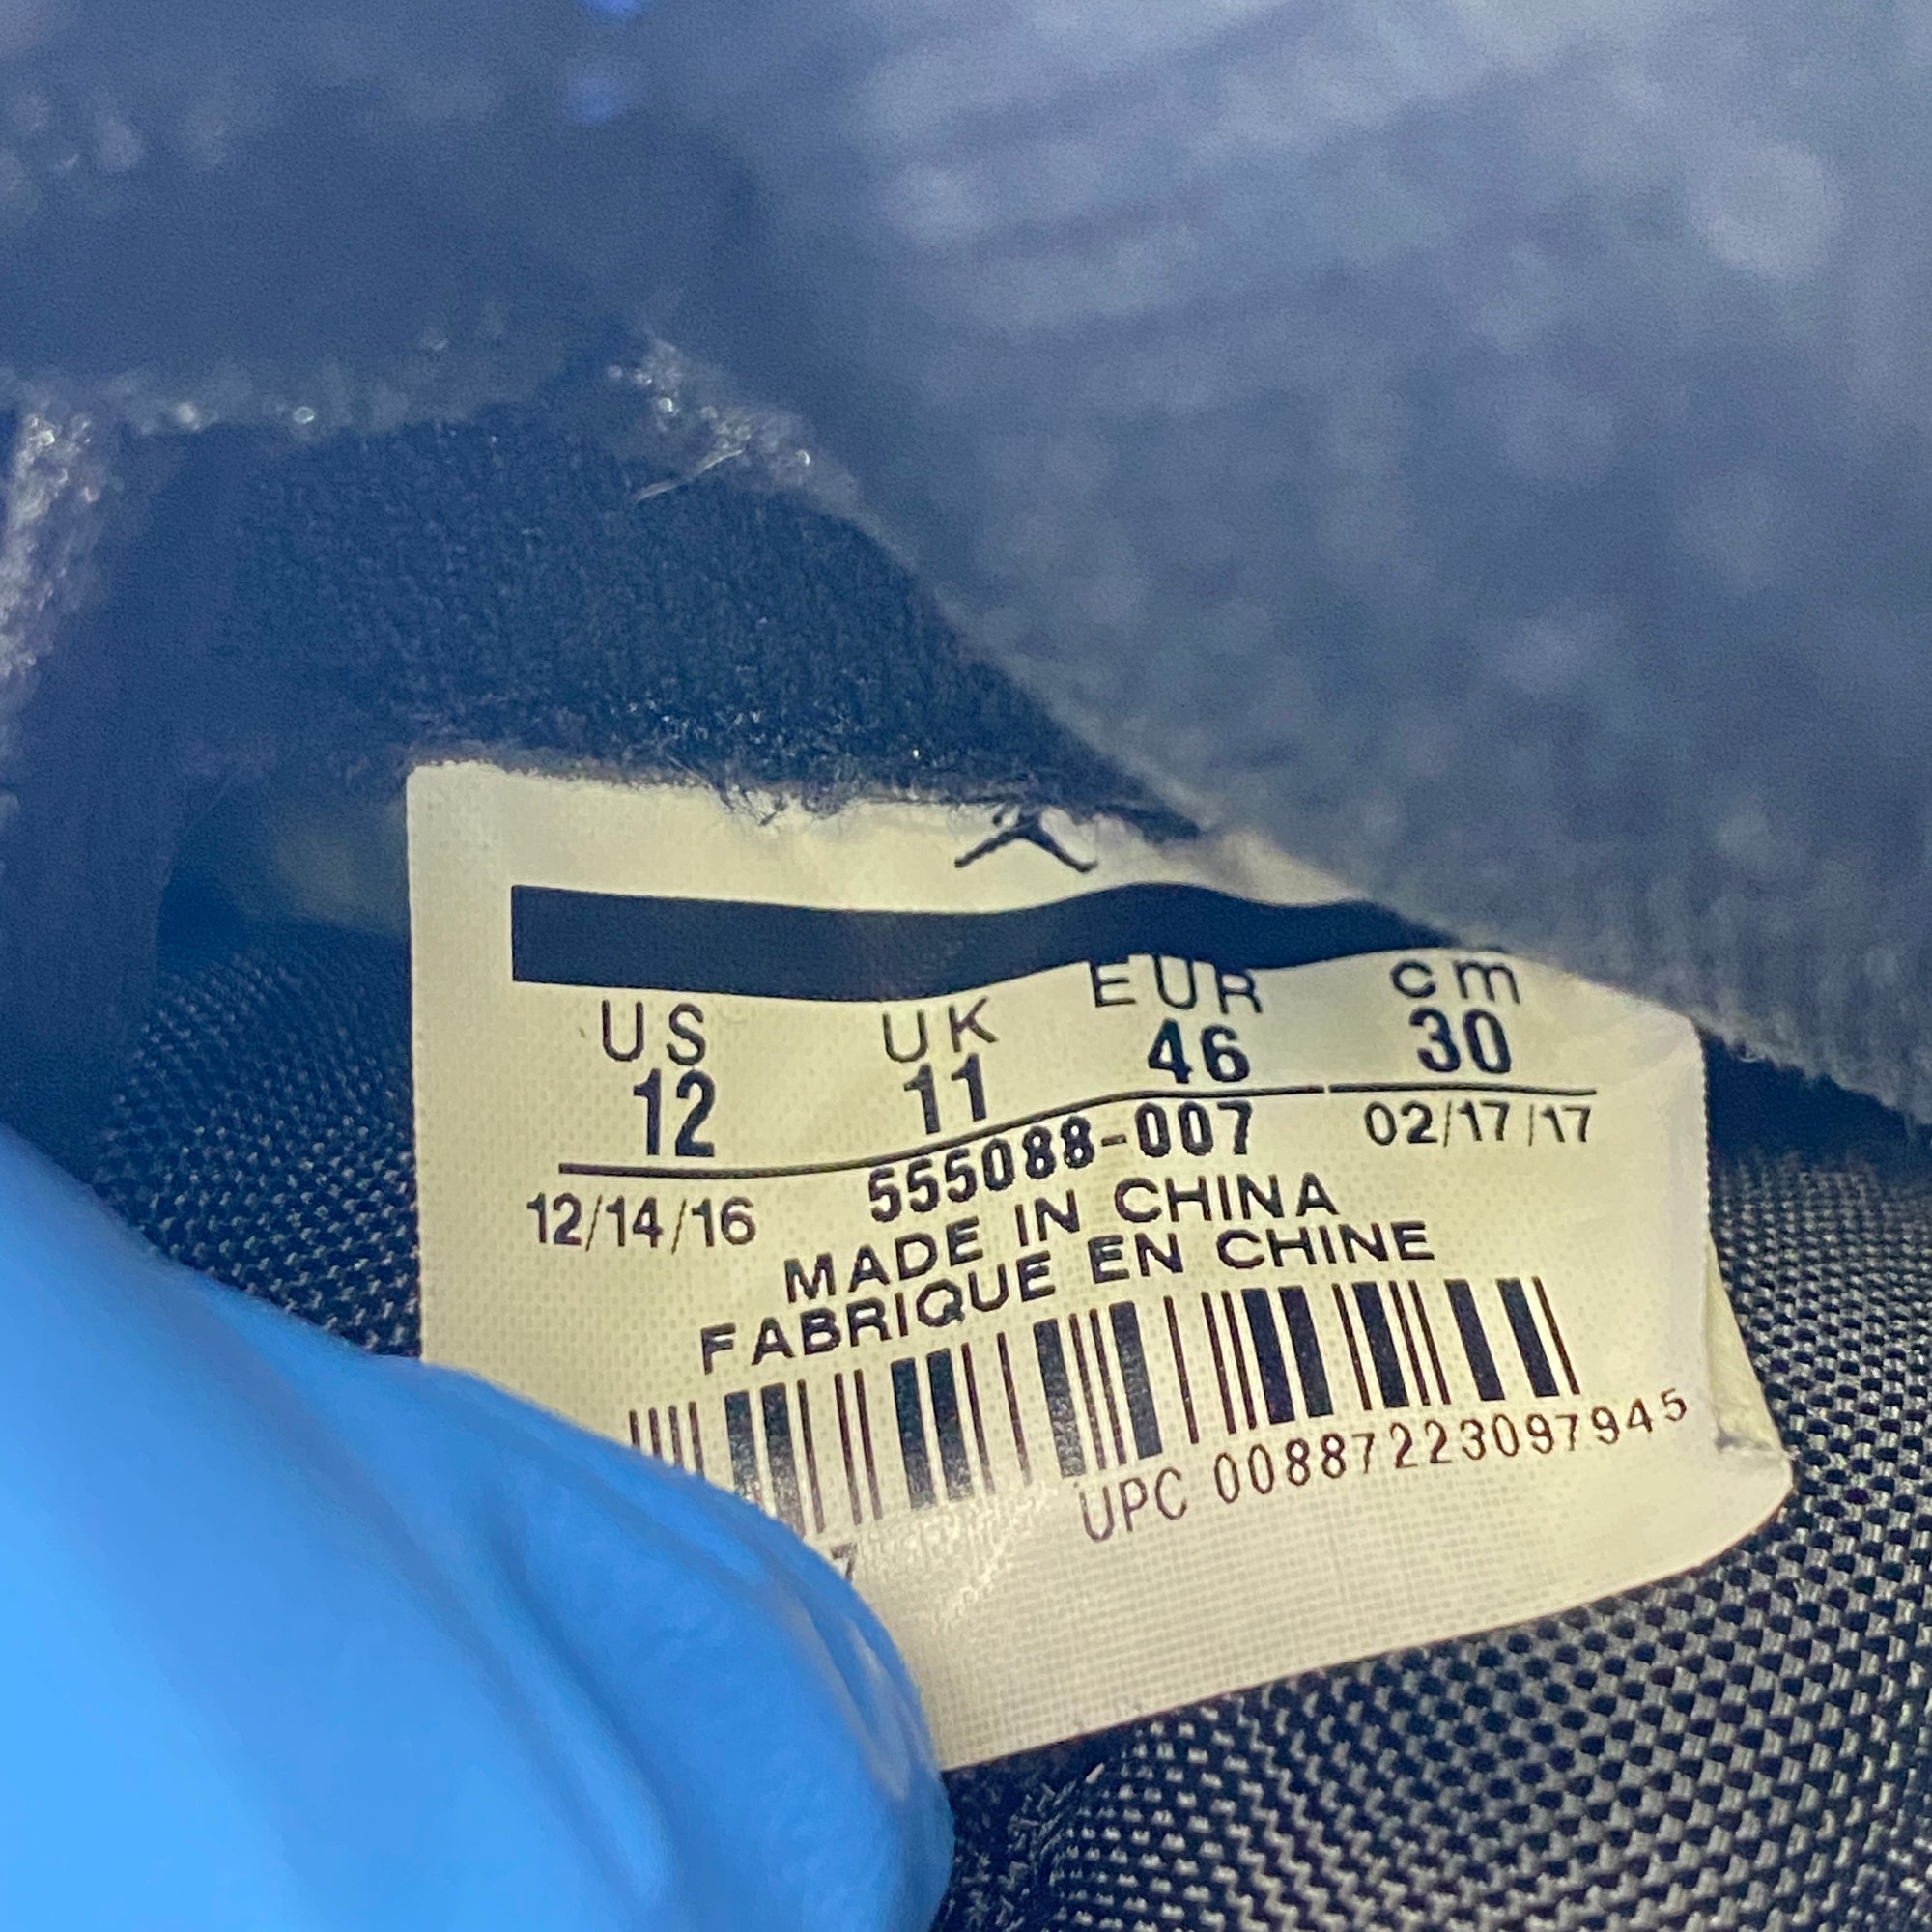 US UK EUR cm
12 11 46 30
12/14/16 555088-007 02/17/17
MADE IN CHINA
FABRIQUE EN CHINE
UPC 00887223097945
7